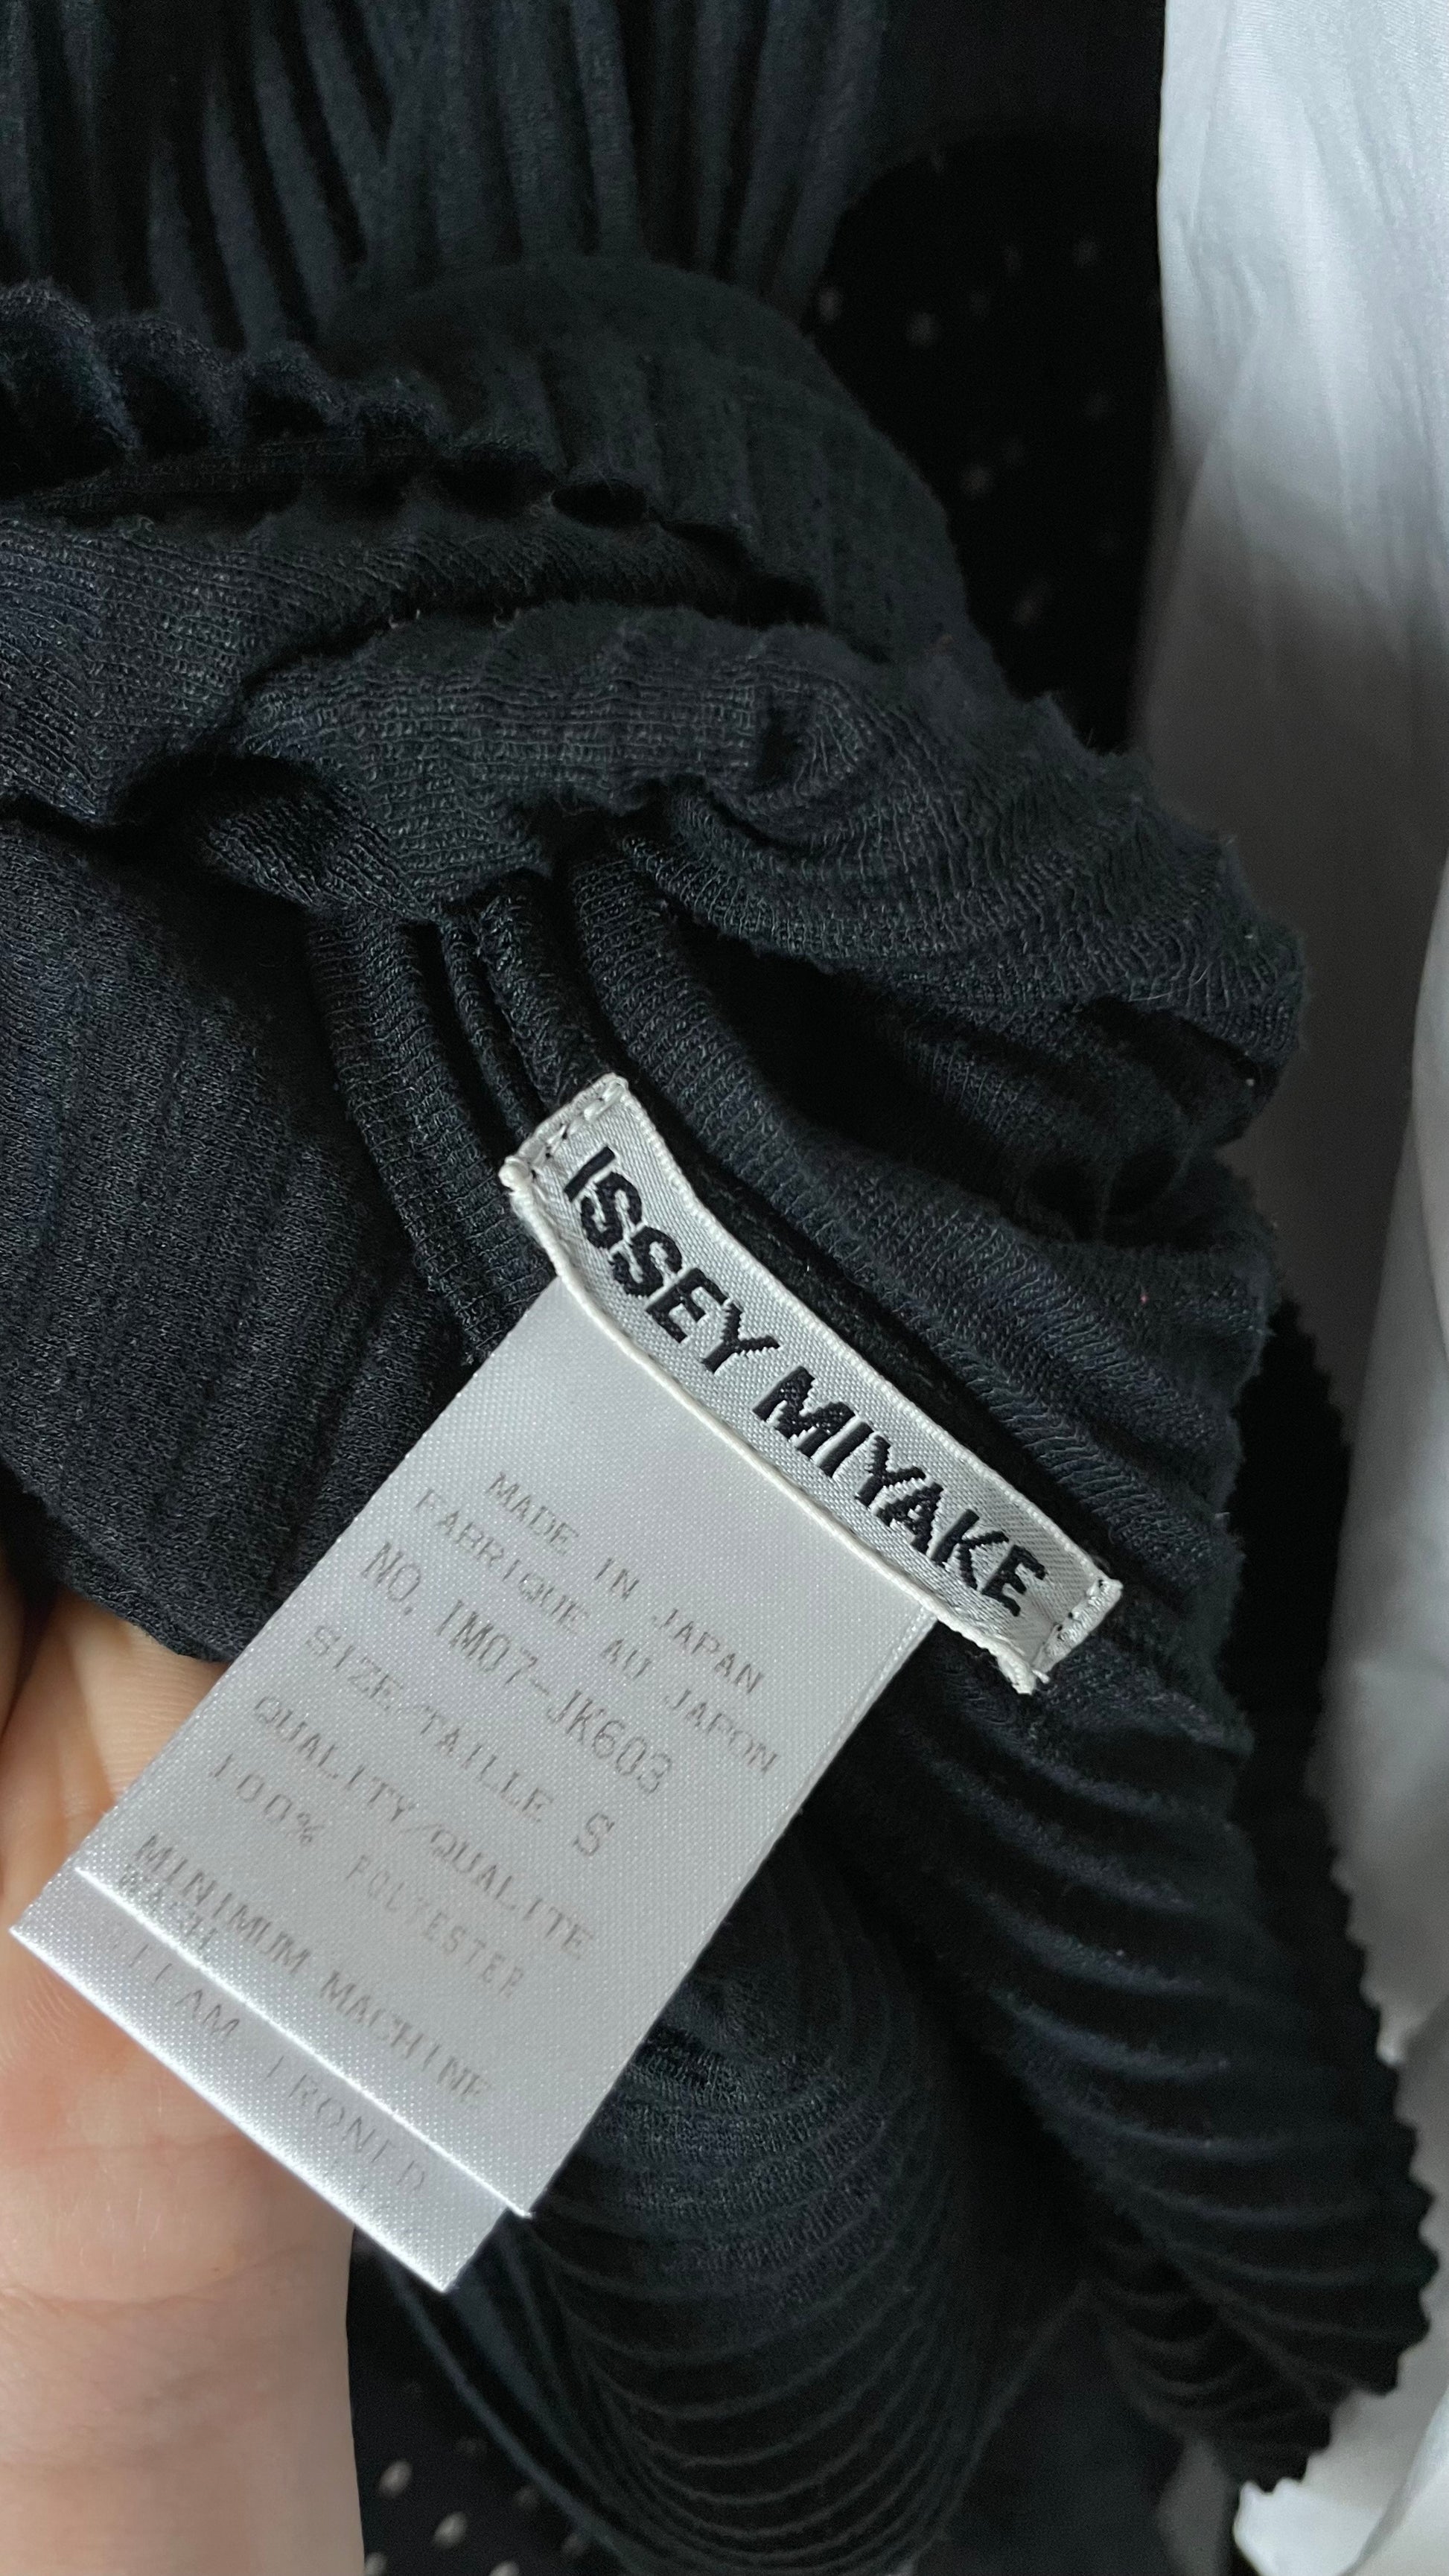 ISSEY MIYAKE
MADE IN JAPAN
FABRIQUE AU JAPON
NO. IM07-JK603
SIZE/TAILLE S
QUALITY/QUALITE
100% POLYESTER
MINIMUM MACHINE
WASH
IRONED